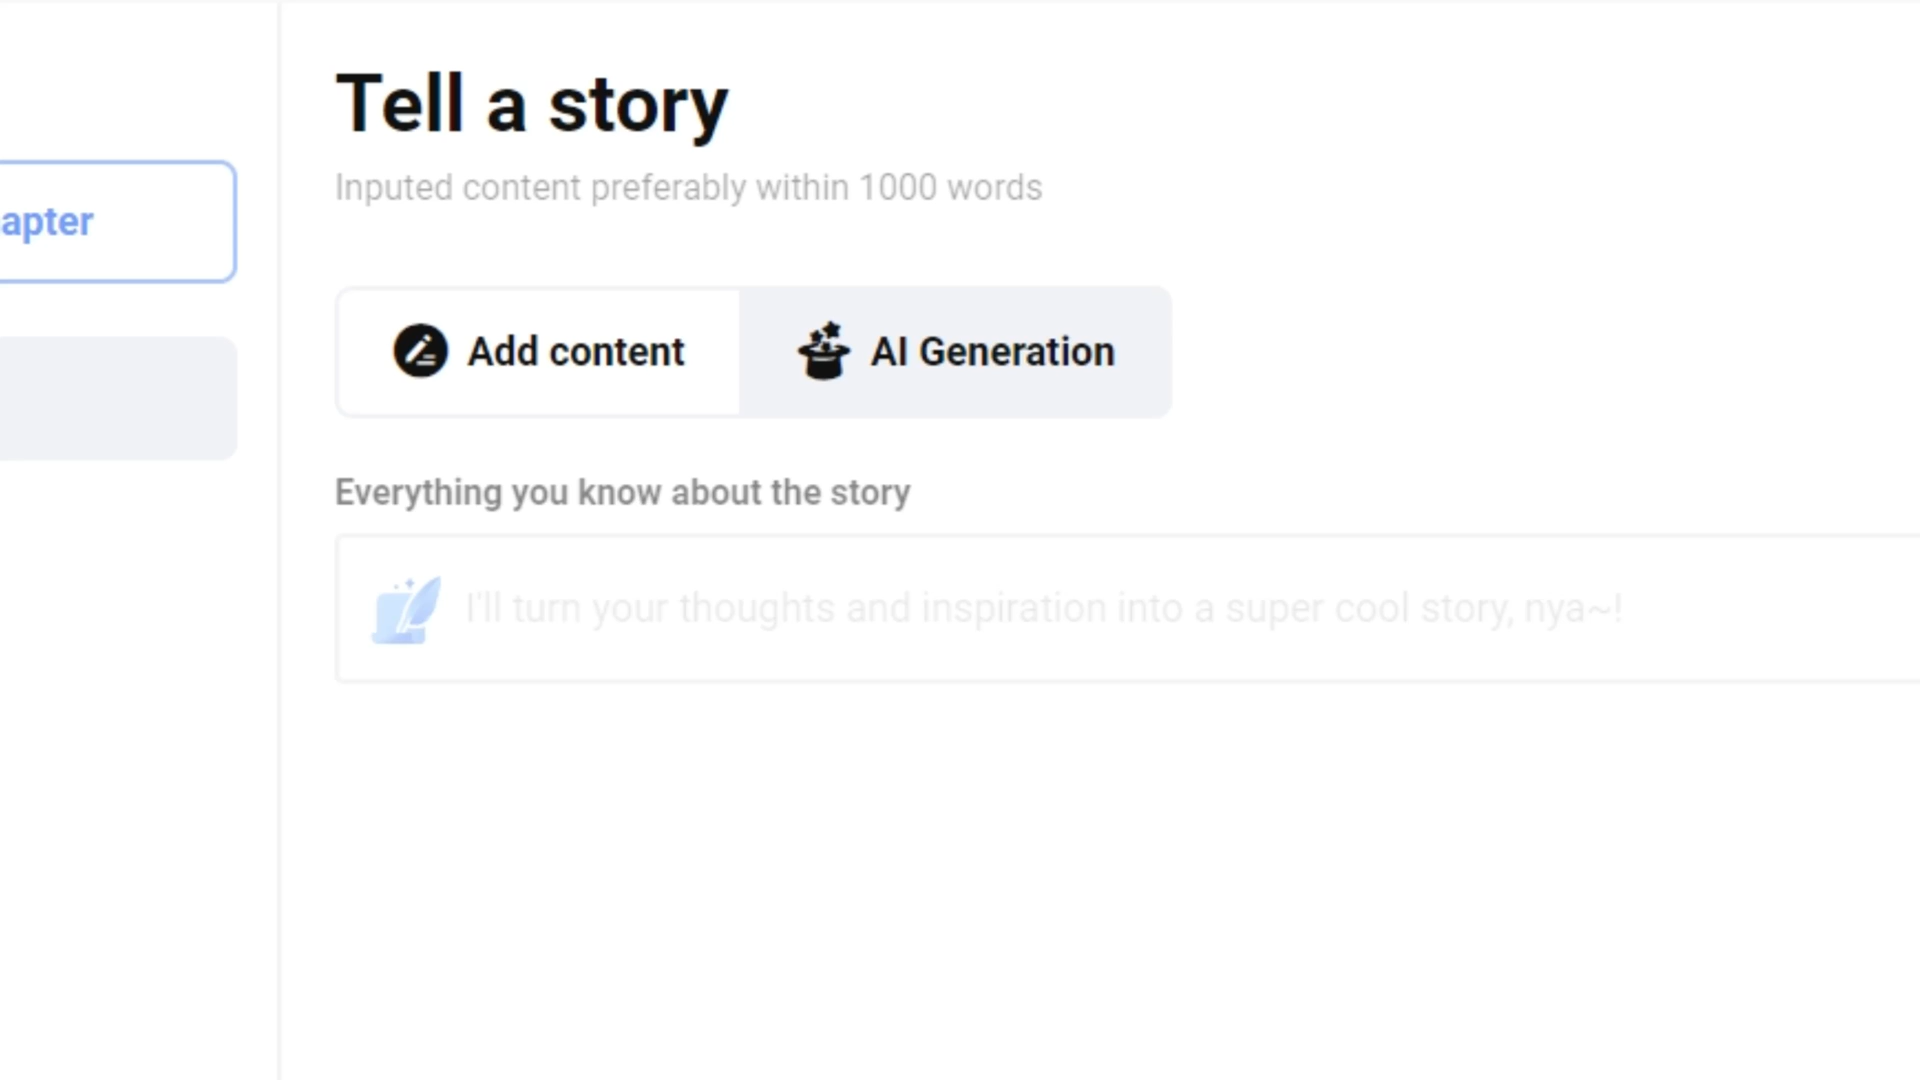 Tell a story
Inputed content preferably within 1000 words
apter
Add content
AI Generation
Everything you know about the story
I'll turn your thoughts and inspiration into a super cool story, nya~!